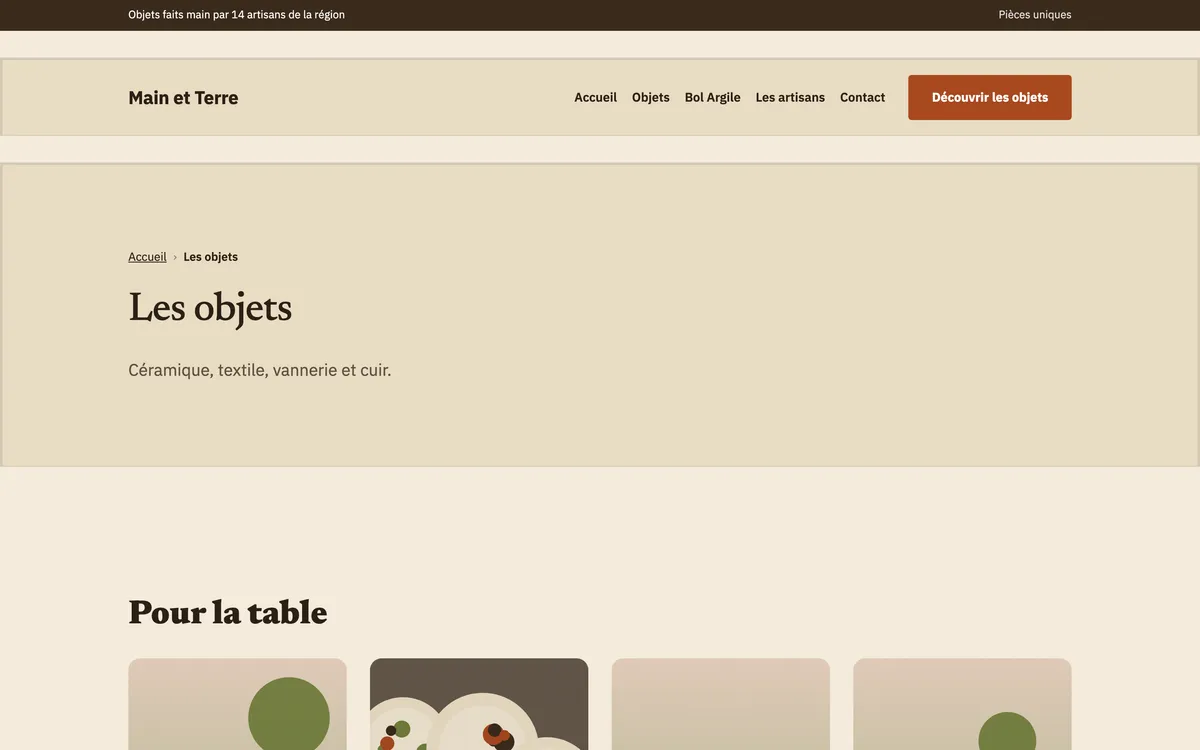 Objets faits main par 14 artisans de la région
Pièces uniques
Main et Terre
Accueil
Objets
Bol Argile
Les artisans
Contact
Découvrir les objets
Accueil › Les objets
Les objets
Céramique, textile, vannerie et cuir.
Pour la table